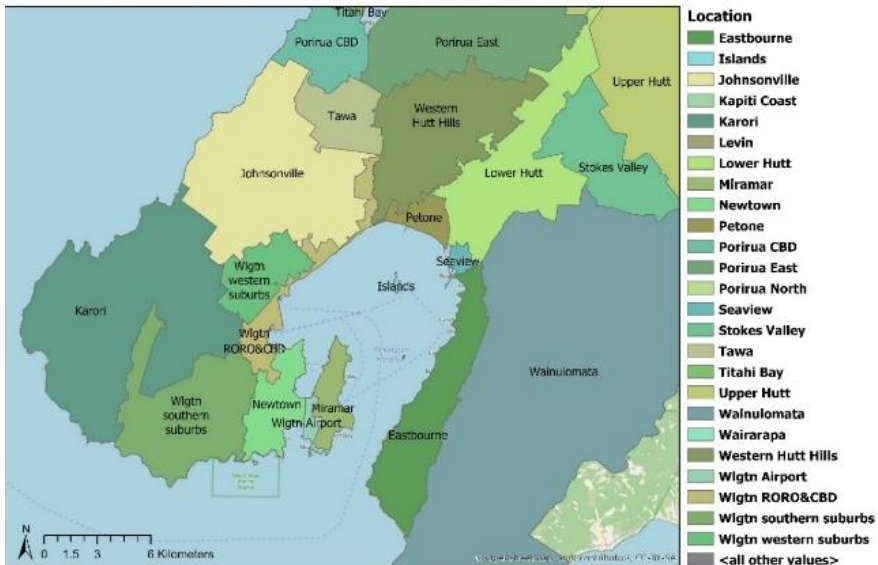 Titahi Bay
Porirua CBD
Porirua East
Upper Hutt
Tawa
Western
Hutt Hills
Johnsonville
Lower Hutt
Stokes Valley
Petone
Wlgtn
western
suburbs
Seaview
Islands
Karori
Wlgtn
RORO&CBD
Wainuiomata
Wlgtn
southern
suburbs
Newtown
Miramar
Wlgtn Airport
Eastbourne
N
0 1.5 3 6 Kilometers
Location
Eastbourne
Islands
Johnsonville
Kapiti Coast
Karori
Levin
Lower Hutt
Miramar
Newtown
Petone
Porirua CBD
Porirua East
Porirua North
Seaview
Stokes Valley
Tawa
Titahi Bay
Upper Hutt
Wainuiomata
Wairarapa
Western Hutt Hills
Wlgtn Airport
Wlgtn RORO&CBD
Wlgtn southern suburbs
Wlgtn western suburbs
<all other values>